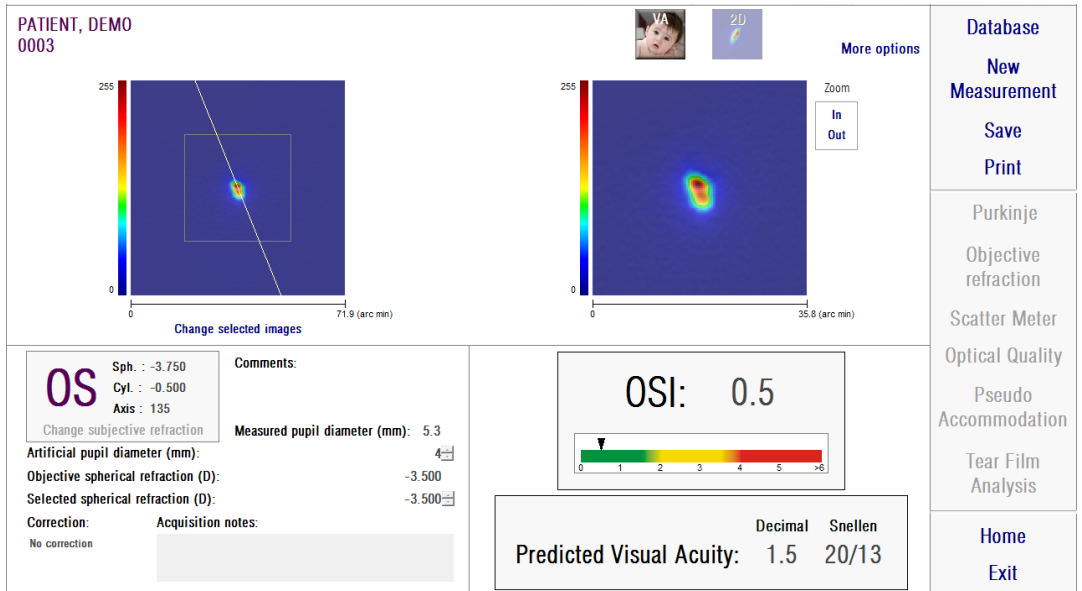 PATIENT, DEMO
0003
VA
2D
More options
255
0
0
71.9 (arc min)
Change selected images
255
0
0
35.8 (arc min)
Zoom
In
Out
OS
Sph. : -3.750
Cyl. : -0.500
Axis : 135
Change subjective refraction
Comments:
Measured pupil diameter (mm): 5.3
Artificial pupil diameter (mm): 4
Objective spherical refraction (D): -3.500
Selected spherical refraction (D): -3.500
Correction:
No correction
Acquisition notes:
OSI: 0.5
0 1 2 3 4 5 >6
Decimal Snellen
Predicted Visual Acuity: 1.5 20/13
Database
New
Measurement
Save
Print
Purkinje
Objective
refraction
Scatter Meter
Optical Quality
Pseudo
Accommodation
Tear Film
Analysis
Home
Exit